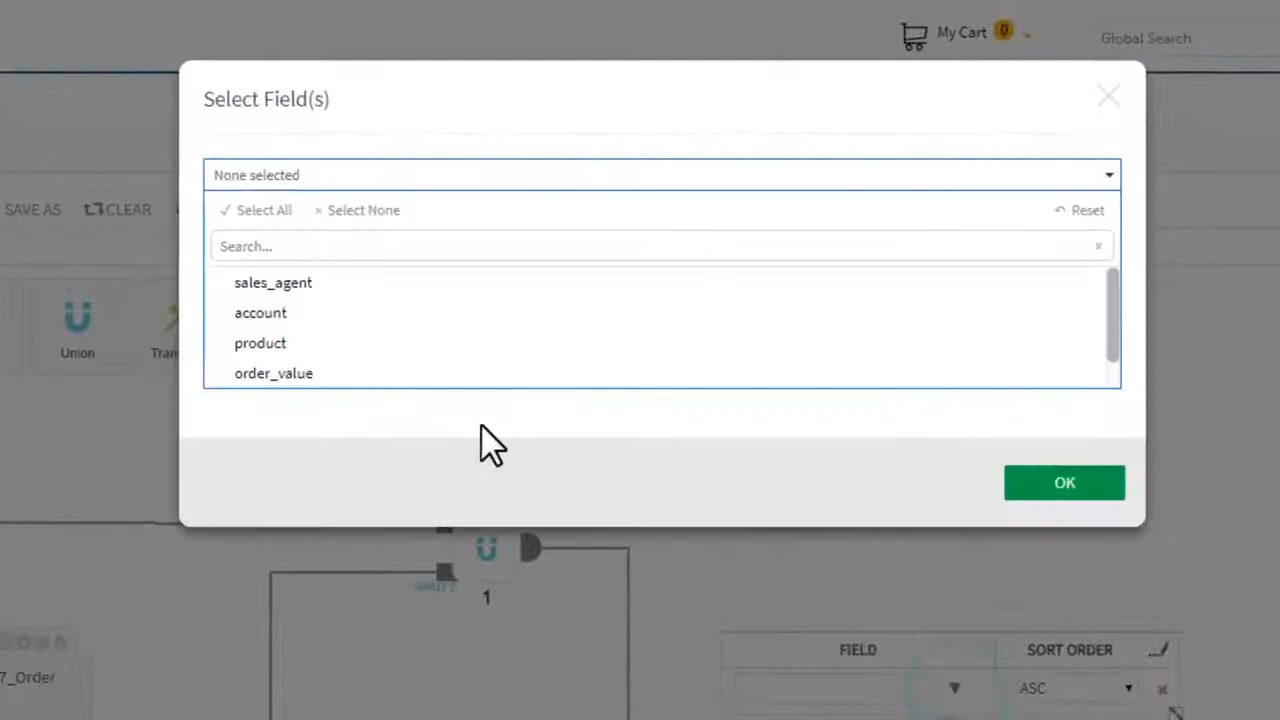 My Cart 0
Global Search
Select Field(s)
None selected
SAVE AS CLEAR
✓ Select All × Select None Reset
Search... ×
sales_agent
account
product
order_value
Union
OK
1
FIELD SORT ORDER
7_Order
ASC